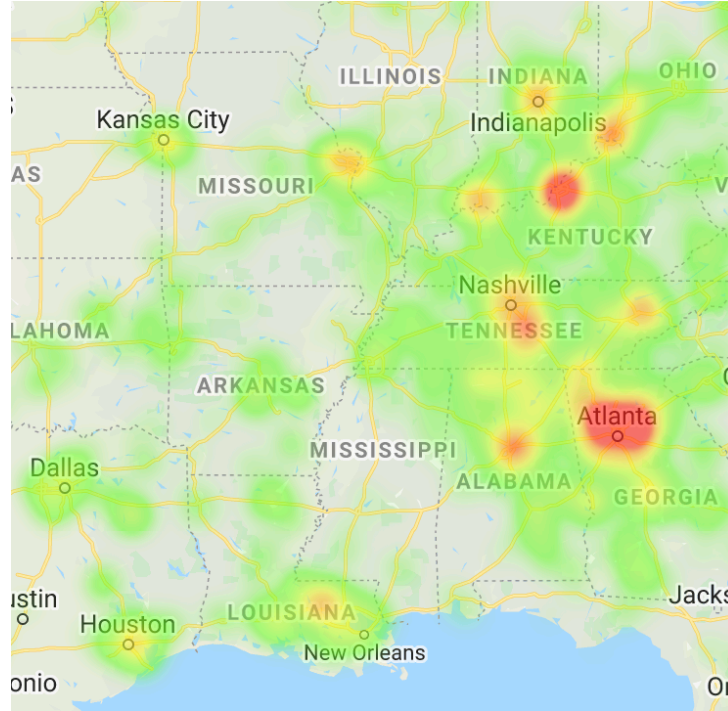 ILLINOIS
INDIANA
OHIO
Kansas City
Indianapolis
AS
MISSOURI
V
KENTUCKY
Nashville
LAHOMA
TENNESSEE
ARKANSAS
Atlanta
MISSISSIPPI
Dallas
ALABAMA
GEORGIA
ustin
Jacks
LOUISIANA
Houston
New Orleans
onio
Or